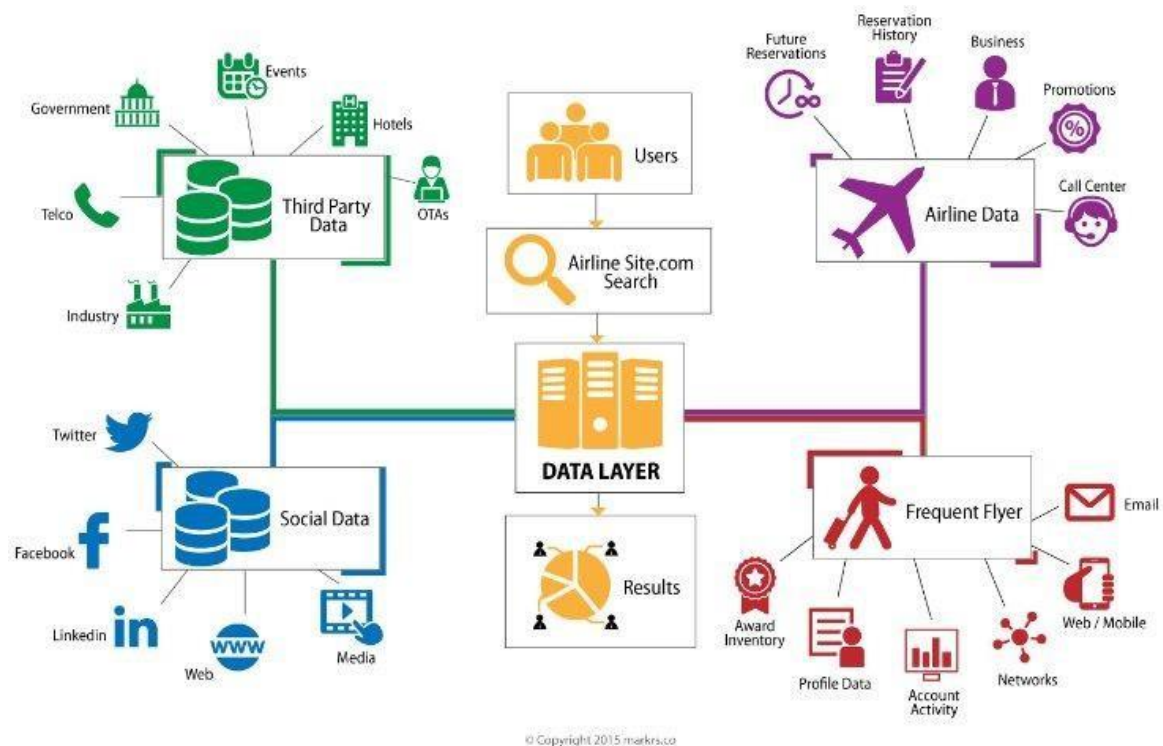 Future
Reservations
Reservation
History
Business
Promotions
Call Center
Airline Data
Events
Government
Hotels
Telco
Third Party
Data
OTAs
Industry
Users
Airline Site.com
Search
DATA LAYER
Results
Twitter
Facebook
Social Data
Linkedin
in
Web
WWW
Media
Frequent Flyer
Email
Web / Mobile
Networks
Account
Activity
Profile Data
Award
Inventory
H
%
f
© Copyright 2015 markrs.co